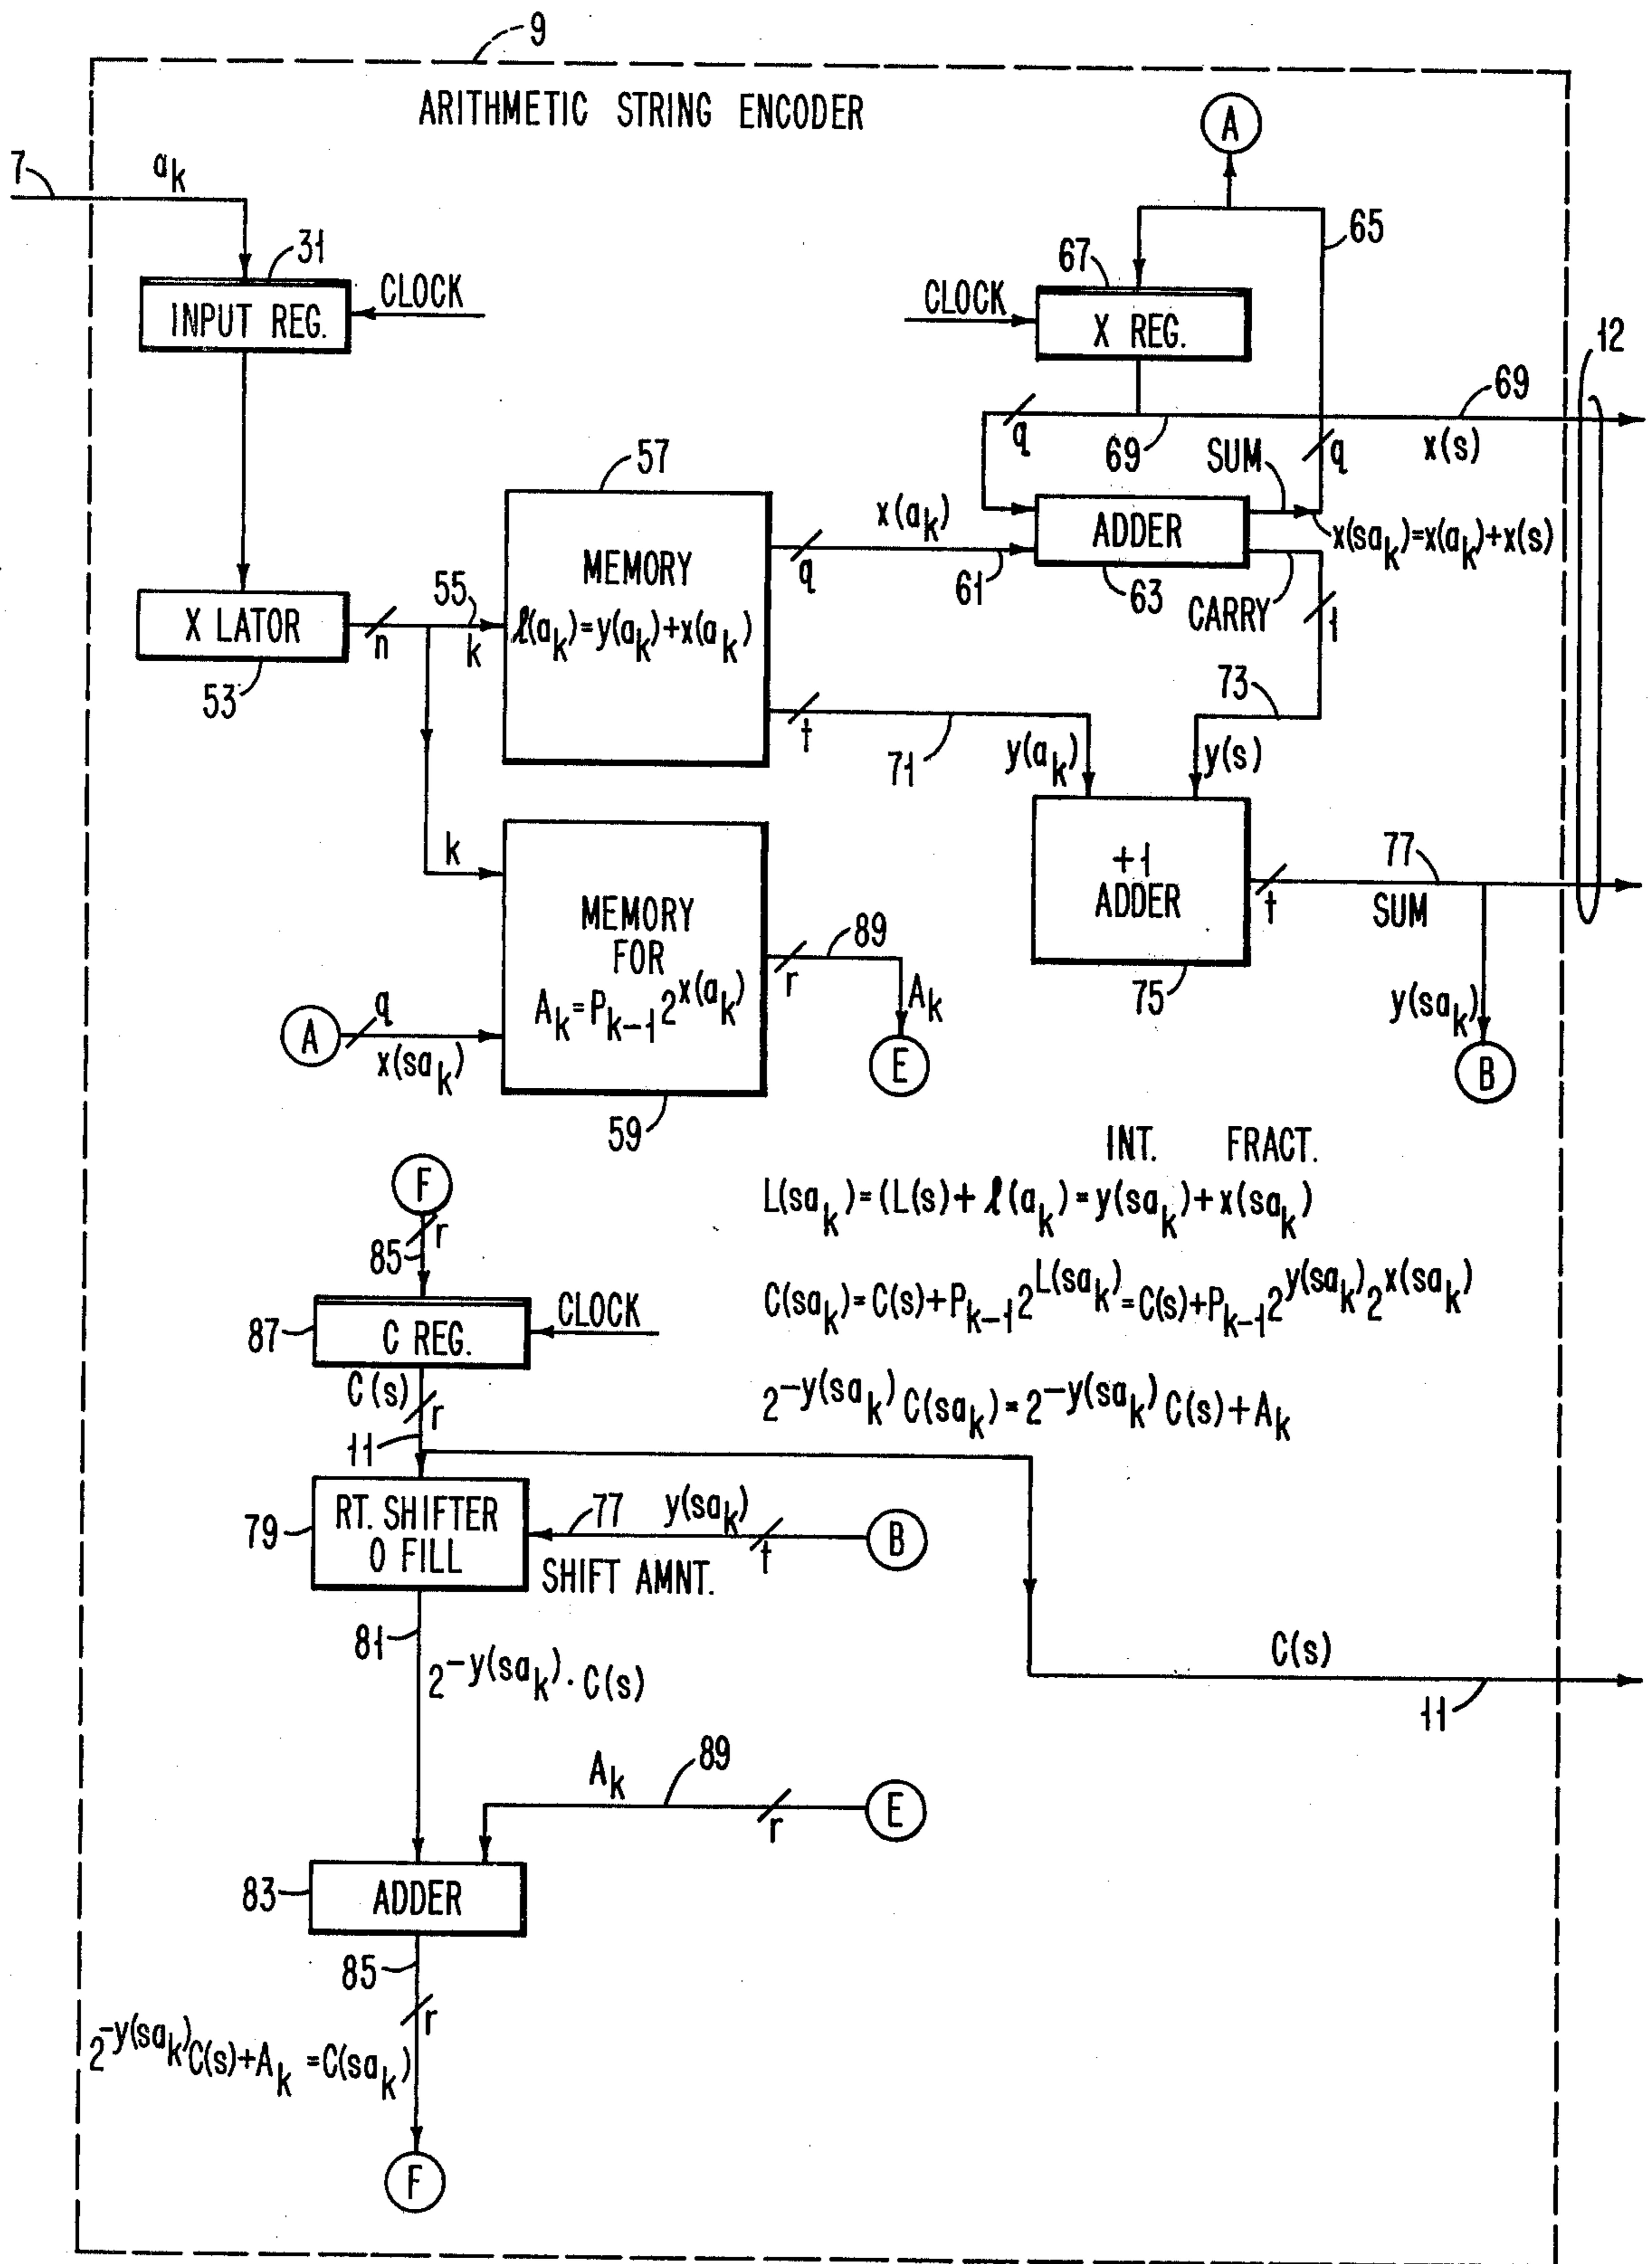 9
ARITHMETIC STRING ENCODER
A
7
a_k
65
31
67
CLOCK
CLOCK
INPUT REG.
X REG.
12
69
q
69
SUM
q
x(s)
57
x(a_k)
ADDER
x(sa_k)=x(a_k)+x(s)
MEMORY
q
61
63
CARRY
1
X LATOR
n
55
k
ℓ(a_k)=y(a_k)+x(a_k)
53
73
t
71
y(a_k)
y(s)
k
+1
ADDER
77
t
SUM
MEMORY
FOR
A_k=P_{k-1}2^{x(a_k)}
89
r
A_k
75
y(sa_k)
A
q
x(sa_k)
E
B
59
INT. FRACT.
F
L(sa_k)=(L(s)+ℓ(a_k)=y(sa_k)+x(sa_k)
r
85
C(sa_k)=C(s)+P_{k-1}2^{L(sa_k)}=C(s)+P_{k-1}2^{y(sa_k)}2^{x(sa_k)}
CLOCK
87
C REG.
C(s)
r
2^{-y(sa_k)}C(sa_k)=2^{-y(sa_k)}C(s)+A_k
11
79
RT. SHIFTER
0 FILL
77
y(sa_k)
t
B
SHIFT AMNT.
81
2^{-y(sa_k)}·C(s)
C(s)
11
A_k
89
r
E
83
ADDER
85
r
2^{-y(sa_k)}C(s)+A_k=C(sa_k)
F